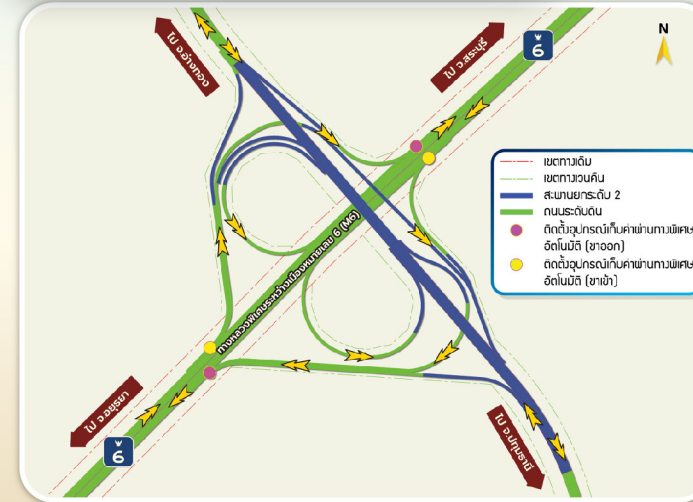 ไป จ.อ่างทอง
ไป จ.สระบุรี
6
N
เขตทางเดิม
เขตทางเวนคืน
สะพานยกระดับ 2
ถนนระดับดิน
ติดตั้งอุปกรณ์เก็บค่าผ่านทางพิเศษ
อัตโนมัติ (ขาออก)
ติดตั้งอุปกรณ์เก็บค่าผ่านทางพิเศษ
อัตโนมัติ (ขาเข้า)
ทางหลวงพิเศษระหว่างเมืองหมายเลข 6 (M6)
ไป จ.อยุธยา
6
ไป จ.ปทุมธานี